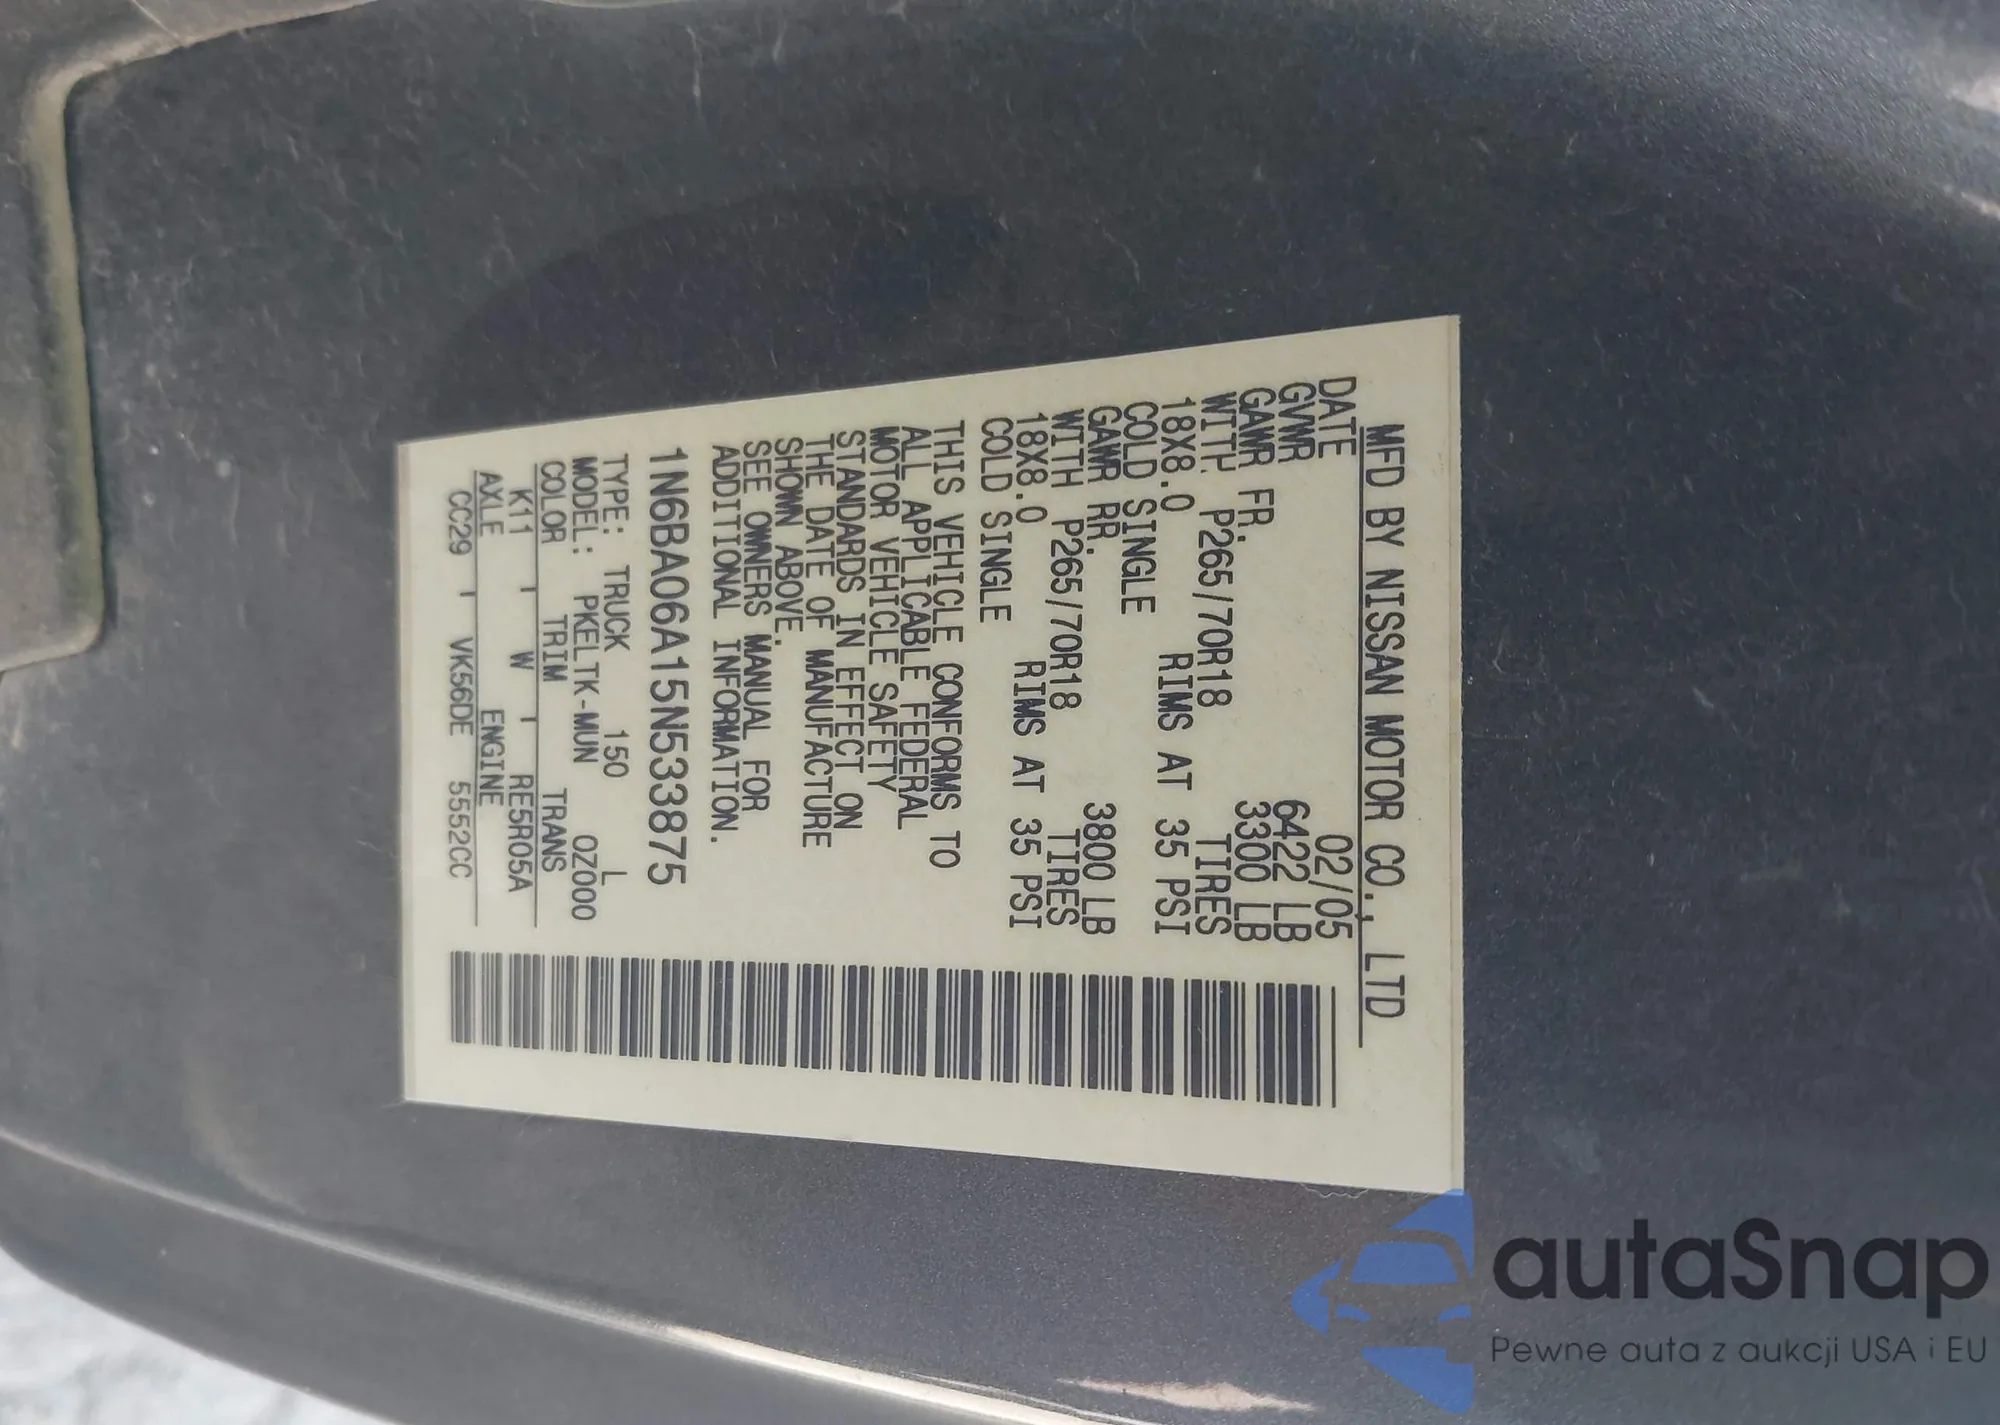 MFD BY NISSAN MOTOR CO., LTD
DATE 02/05
GVWR 6422 LB
GAWR FR. 3300 LB
WITH P265/70R18 TIRES
18X8.0 RIMS AT 35 PSI
COLD SINGLE
GAWR RR. 3800 LB
WITH P265/70R18 TIRES
18X8.0 RIMS AT 35 PSI
COLD SINGLE
THIS VEHICLE CONFORMS TO
ALL APPLICABLE FEDERAL
MOTOR VEHICLE SAFETY
STANDARDS IN EFFECT ON
THE DATE OF MANUFACTURE
SHOWN ABOVE.
SEE OWNERS MANUAL FOR
ADDITIONAL INFORMATION.
1N6BA06A15N533875
TYPE: TRUCK 150 L
MODEL: PKELTK-MUN OZ000
COLOR TRIM TRANS
K11 W RE5R05A
AXLE ENGINE
CC29 VK56DE 5552CC
autaSnap
Pewne auta z aukcji USA i EU